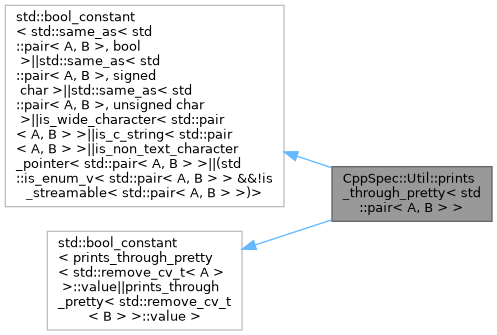 std::bool_constant
< std::same_as< std
::pair< A, B >, bool
>||std::same_as< std
::pair< A, B >, signed
char >||std::same_as< std
::pair< A, B >, unsigned char
>||is_wide_character< std::pair
< A, B > >||is_c_string< std::pair
< A, B > >||is_non_text_character
_pointer< std::pair< A, B > >||(std
::is_enum_v< std::pair< A, B > > &&!is
_streamable< std::pair< A, B > >)>
CppSpec::Util::prints
_through_pretty< std
::pair< A, B > >
std::bool_constant
< prints_through_pretty
< std::remove_cv_t< A >
>::value||prints_through
_pretty< std::remove_cv_t
< B > >::value >